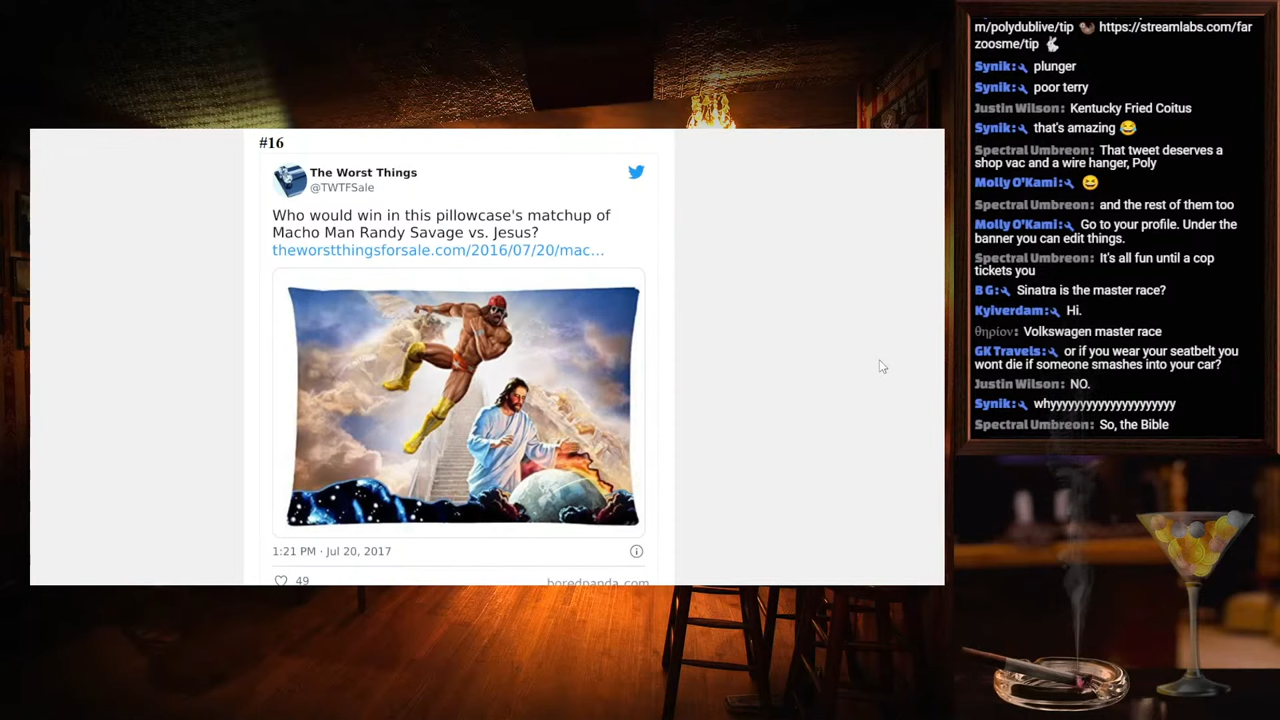 #16
The Worst Things
@TWTFSale
Who would win in this pillowcase's matchup of
Macho Man Randy Savage vs. Jesus?
theworstthingsforsale.com/2016/07/20/mac…
1:21 PM · Jul 20, 2017
49
boredpanda.com
m/polydublive/tip 🦦 https://streamlabs.com/far
zoosme/tip 🐇
Synik: plunger
Synik: poor terry
Justin Wilson: Kentucky Fried Coitus
Synik: that's amazing 😂
Spectral Umbreon: That tweet deserves a
shop vac and a wire hanger, Poly
Molly O'Kami: 😆
Spectral Umbreon: and the rest of them too
Molly O'Kami: Go to your profile. Under the
banner you can edit things.
Spectral Umbreon: It's all fun until a cop
tickets you
B G: Sinatra is the master race?
Kyiverdam: Hi.
θηρίον: Volkswagen master race
GK Travels: or if you wear your seatbelt you
wont die if someone smashes into your car?
Justin Wilson: NO.
Synik: whyyyyyyyyyyyyyyyyyyy
Spectral Umbreon: So, the Bible